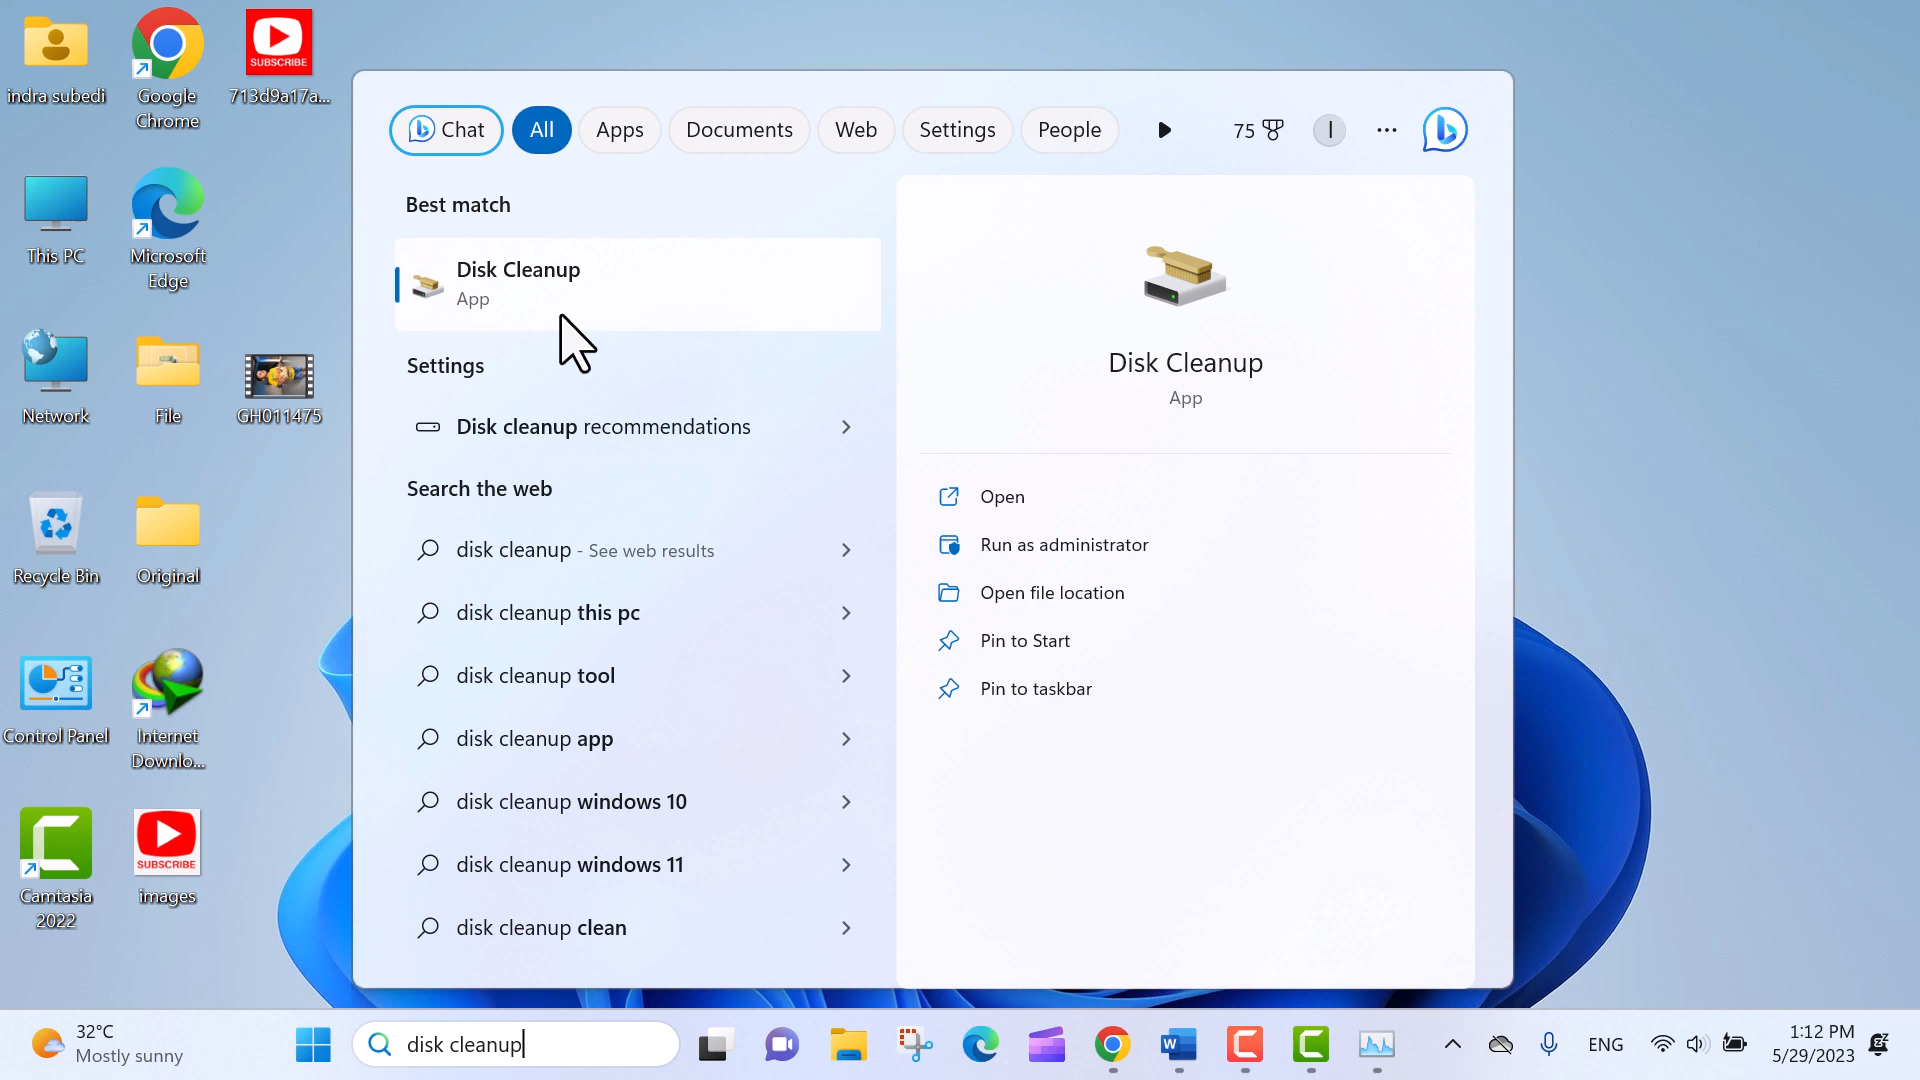 indra subedi
Google
Chrome
SUBSCRIBE
713d9a17a...
This PC
Microsoft
Edge
Network
File
GH011475
Recycle Bin
Original
Control Panel
Internet
Downlo...
Camtasia
2022
SUBSCRIBE
images
Chat
All
Apps
Documents
Web
Settings
People
75
I
Best match
Disk Cleanup
App
Settings
Disk cleanup recommendations
Search the web
disk cleanup - See web results
disk cleanup this pc
disk cleanup tool
disk cleanup app
disk cleanup windows 10
disk cleanup windows 11
disk cleanup clean
Disk Cleanup
App
Open
Run as administrator
Open file location
Pin to Start
Pin to taskbar
32°C
Mostly sunny
disk cleanup
W
ENG
1:12 PM
5/29/2023